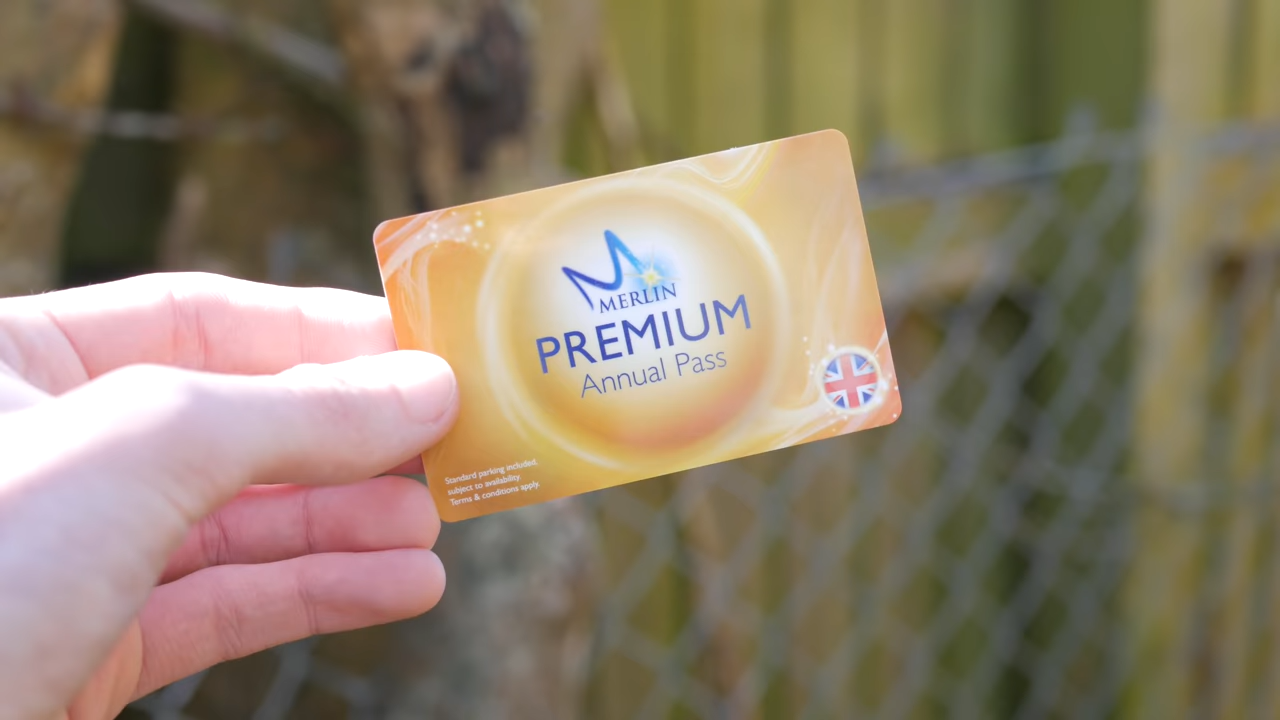 MERLIN
PREMIUM
Annual Pass
Standard parking included,
subject to availability.
Terms & conditions apply.